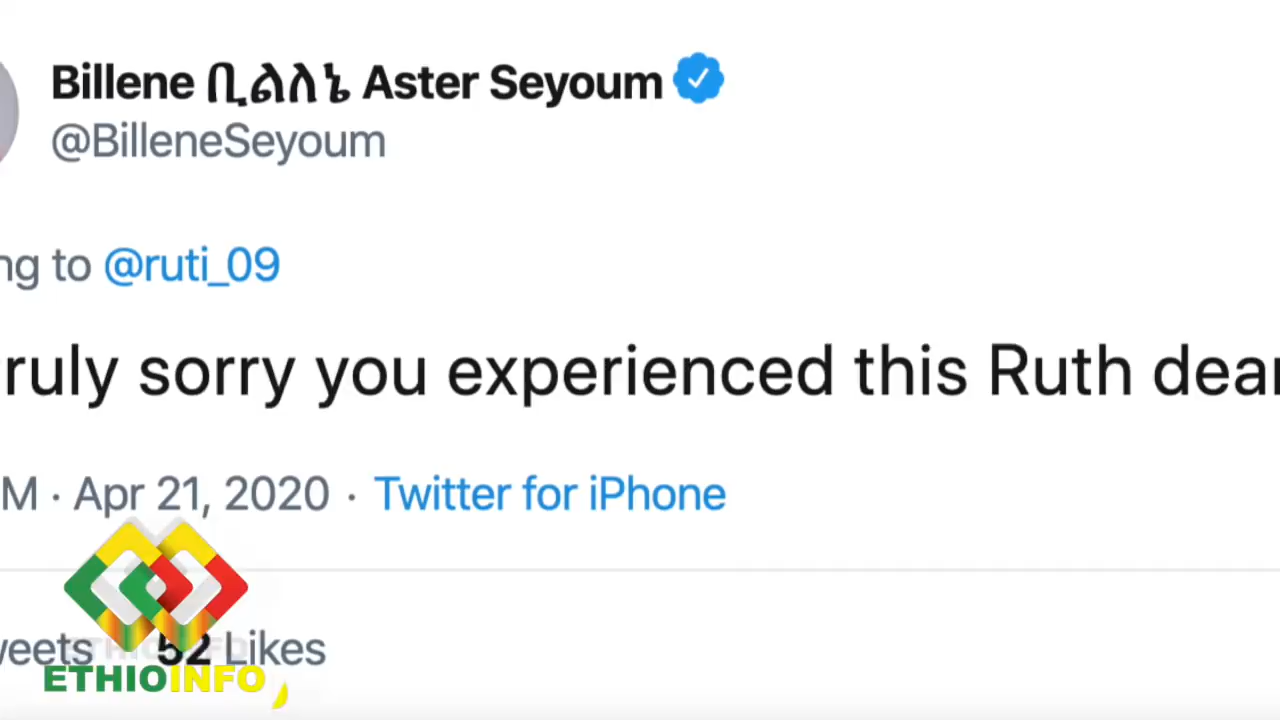 Billene ቢልለኔ Aster Seyoum
@BilleneSeyoum
ng to @ruti_09
ruly sorry you experienced this Ruth dear
M · Apr 21, 2020 · Twitter for iPhone
weets 52 Likes
ETHIOINFO